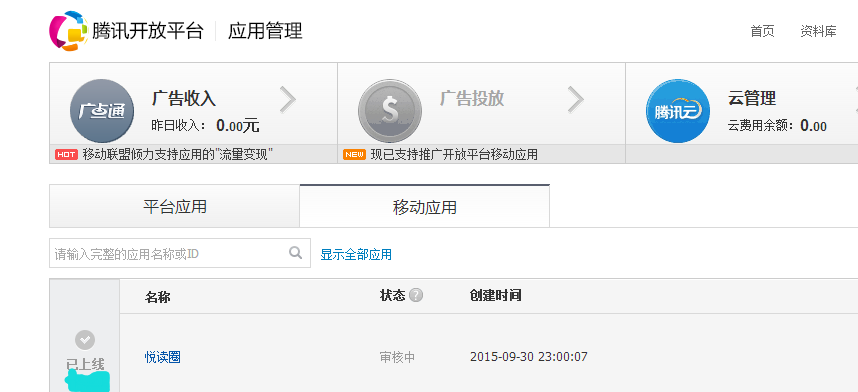 腾讯开放平台 应用管理 首页 资料库
广点通 广告收入 $ 广告投放 腾讯云 云管理
昨日收入： 0.00元 云费用余额：0.00
HOT 移动联盟倾力支持应用的"流量变现" NEW 现已支持推广开放平台移动应用
平台应用 移动应用
请输入完整的应用名称或ID 显示全部应用
名称 状态 ? 创建时间
已上线 悦读圈 审核中 2015-09-30 23:00:07